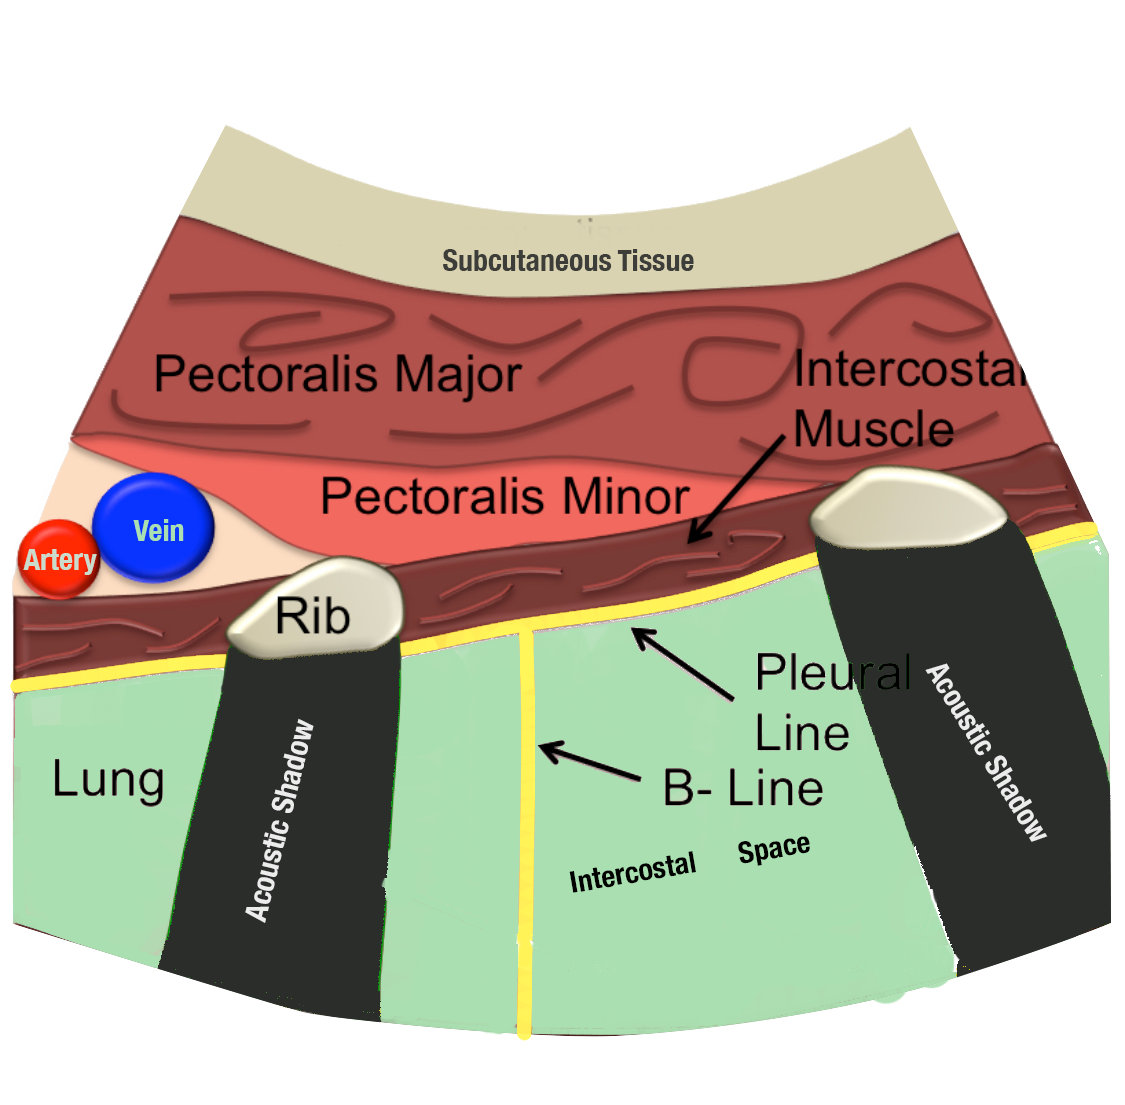 Subcutaneous Tissue
Pectoralis Major
Intercostal
Muscle
Pectoralis Minor
Vein
Artery
Rib
Pleural
Line
Lung
B- Line
Acoustic Shadow
Acoustic Shadow
Intercostal Space